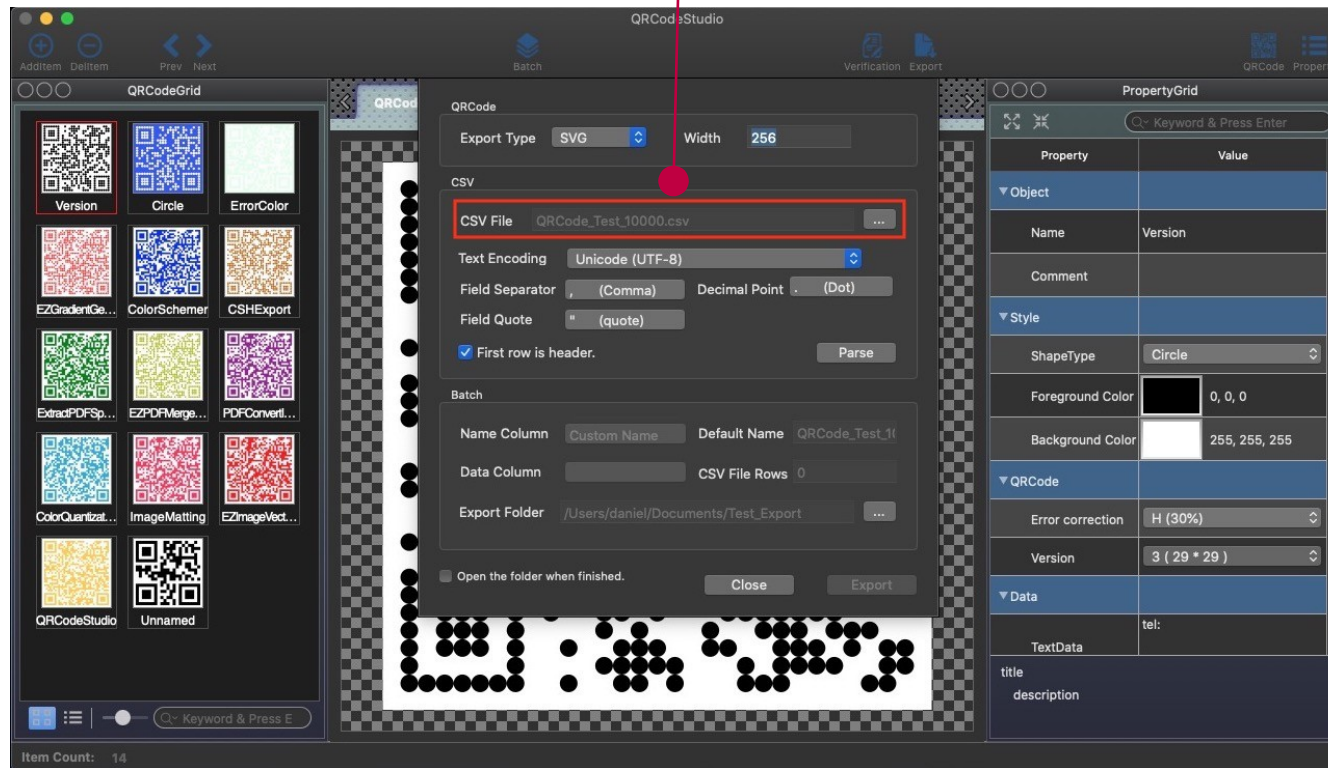 QRCodeStudio
AddItem DelItem Prev Next Batch Verification Export QRCode Proper
QRCodeGrid
Version Circle ErrorColor
EZGradientGe... ColorSchemer CSHExport
ExtractPDFSp... EZPDFMerge... PDFConvertI...
ColorQuantizat... ImageMatting EZImageVect...
QRCodeStudio Unnamed
Keyword & Press E
Item Count: 14
QRCod
QRCode
Export Type SVG Width 256
CSV
CSV File QRCode_Test_10000.csv ...
Text Encoding Unicode (UTF-8)
Field Separator , (Comma) Decimal Point . (Dot)
Field Quote " (quote)
First row is header. Parse
Batch
Name Column Custom Name Default Name QRCode_Test_1(
Data Column CSV File Rows 0
Export Folder /Users/daniel/Documents/Test_Export ...
Open the folder when finished. Close Export
PropertyGrid
Keyword & Press Enter
Property Value
Object
Name Version
Comment
Style
ShapeType Circle
Foreground Color 0, 0, 0
Background Color 255, 255, 255
QRCode
Error correction H (30%)
Version 3 ( 29 * 29 )
Data
TextData tel:
title
description